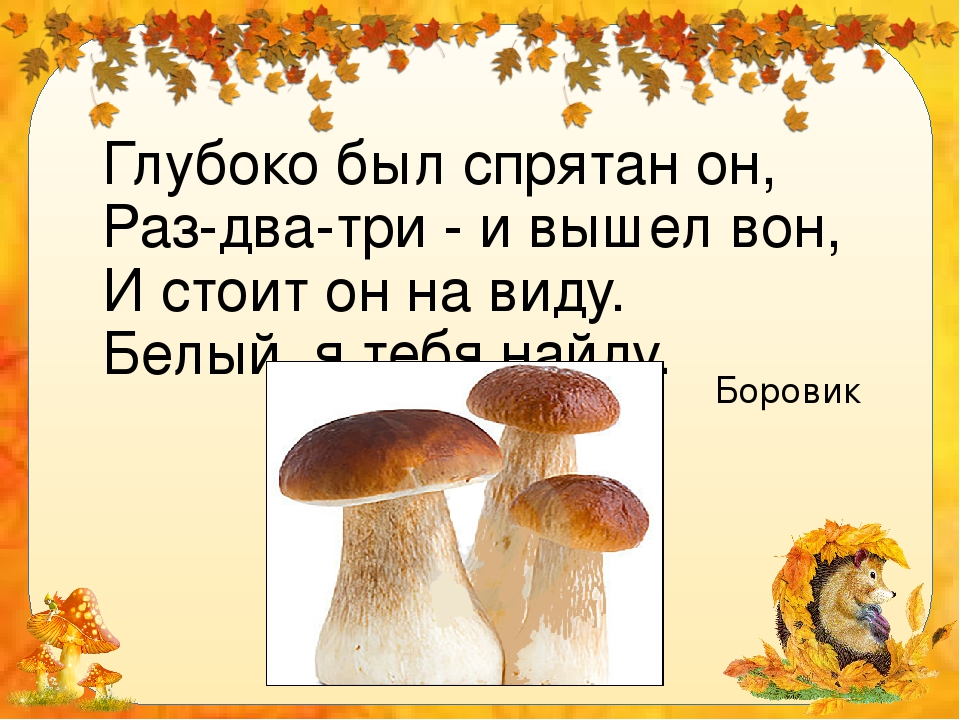 Глубоко был спрятан он,
Раз-два-три - и вышел вон,
И стоит он на виду.
Белый, я тебя найду.
Боровик